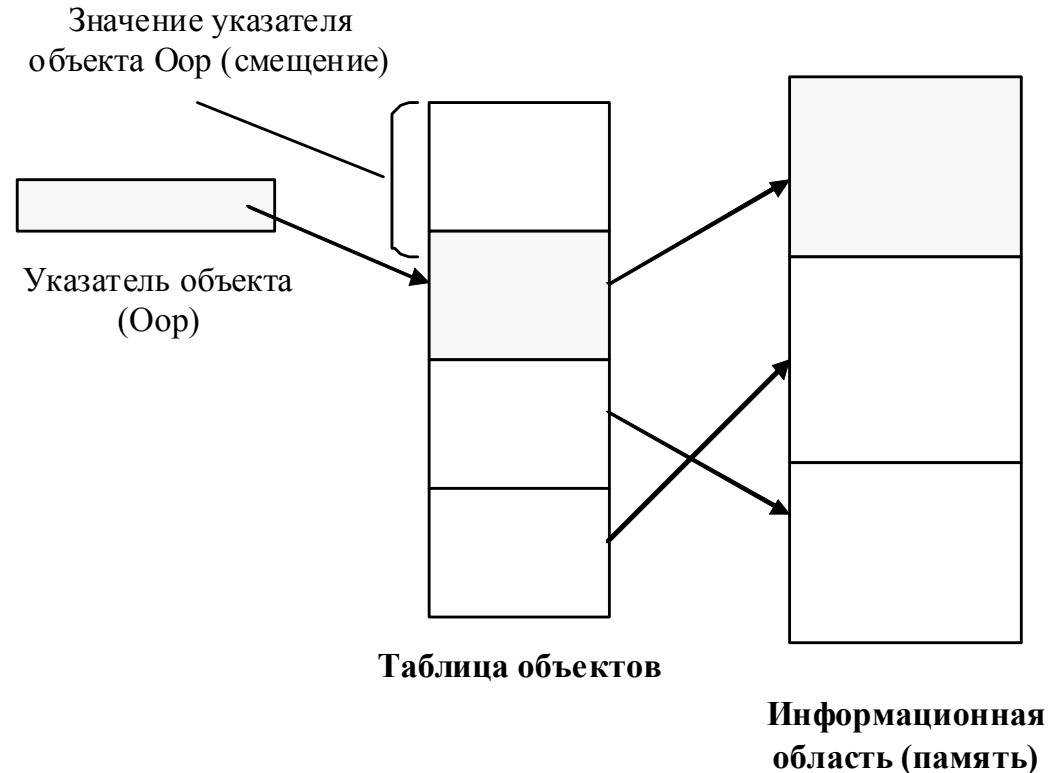 Значение указателя
объекта Oop (смещение)
Указатель объекта
(Oop)
Таблица объектов
Информационная
область (память)